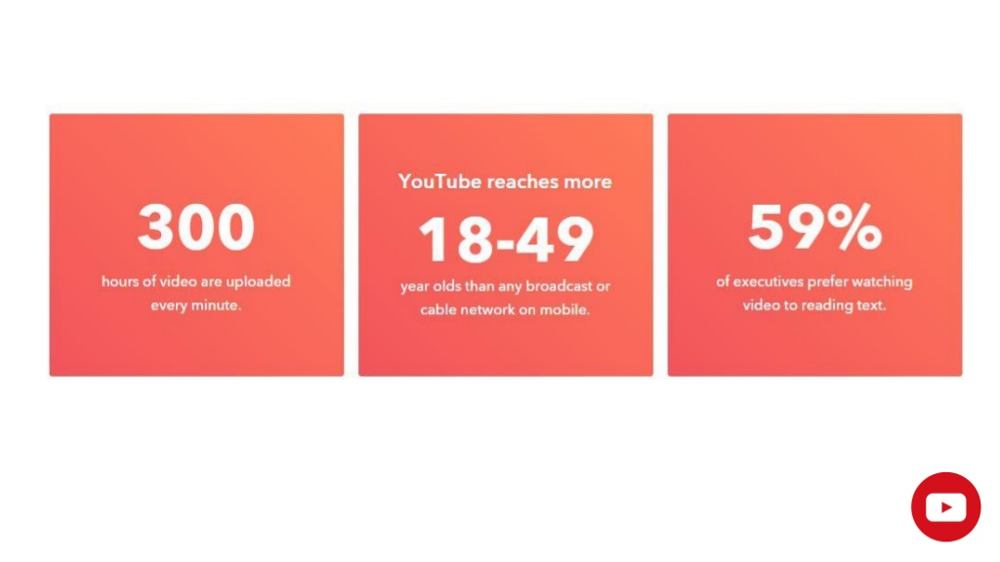 300
hours of video are uploaded
every minute.
YouTube reaches more
18-49
year olds than any broadcast or
cable network on mobile.
59%
of executives prefer watching
video to reading text.